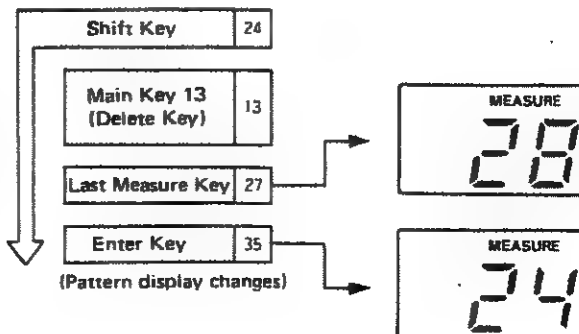 Shift Key 24
Main Key 13
(Delete Key) 13
MEASURE
28
Last Measure Key 27
Enter Key 35
MEASURE
24
(Pattern display changes)